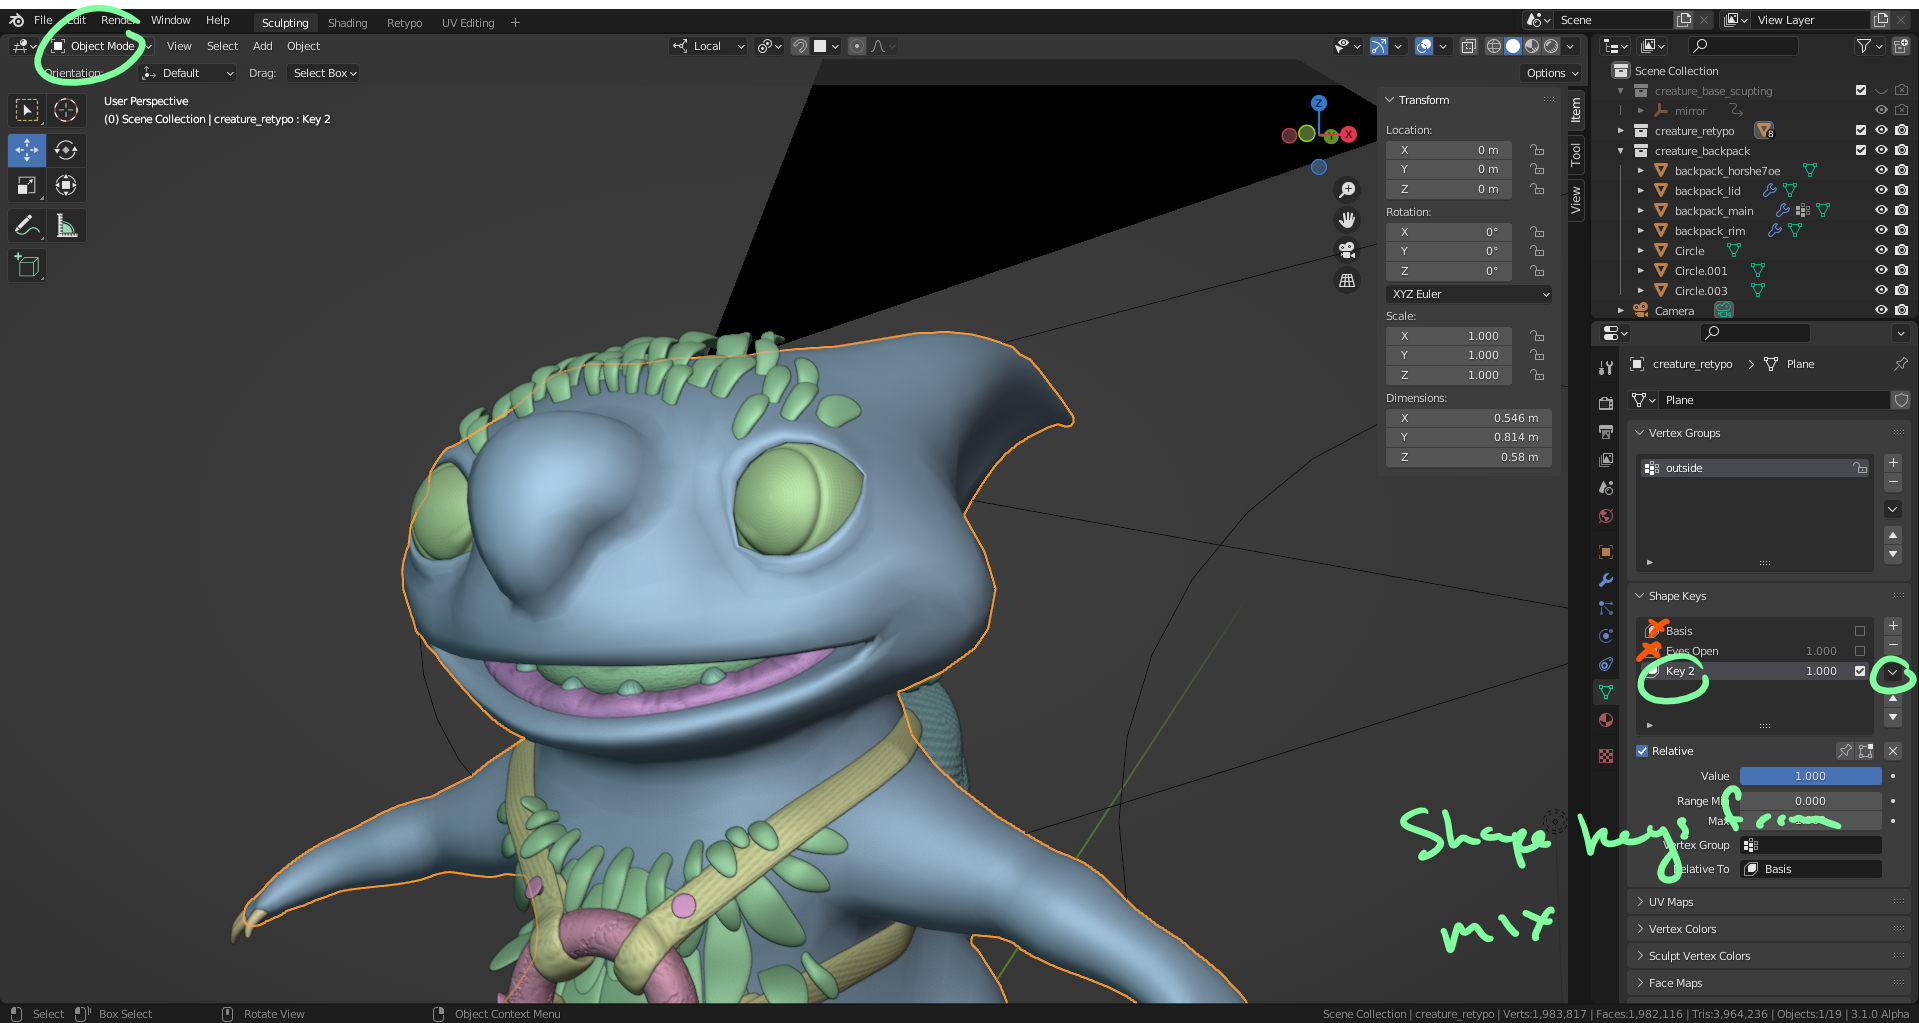 File Edit Render Window Help Sculpting Shading Retypo UV Editing + Scene View Layer
Object Mode View Select Add Object Local
Orientation: Default Drag: Select Box Options
User Perspective
(0) Scene Collection | creature_retypo : Key 2
Transform
Location:
X 0 m
Y 0 m
Z 0 m
Rotation:
X 0°
Y 0°
Z 0°
XYZ Euler
Scale:
X 1.000
Y 1.000
Z 1.000
Dimensions:
X 0.546 m
Y 0.814 m
Z 0.58 m
Item
Tool
View
Z
X
Y
Scene Collection
creature_base_scupting
mirror
creature_retypo 8
creature_backpack
backpack_horshe7oe
backpack_lid
backpack_main
backpack_rim
Circle
Circle.001
Circle.003
Camera
creature_retypo > Plane
Plane
Vertex Groups
outside
Shape Keys
Basis
Eyes Open 1.000
Key 2 1.000
Relative
Value 1.000
Range Min 0.000
Max
Vertex Group
Relative To Basis
UV Maps
Vertex Colors
Sculpt Vertex Colors
Face Maps
Shape keys from
mix
Select Box Select Rotate View Object Context Menu Scene Collection | creature_retypo | Verts:1,983,817 | Faces:1,982,116 | Tris:3,964,236 | Objects:1/19 | 3.1.0 Alpha